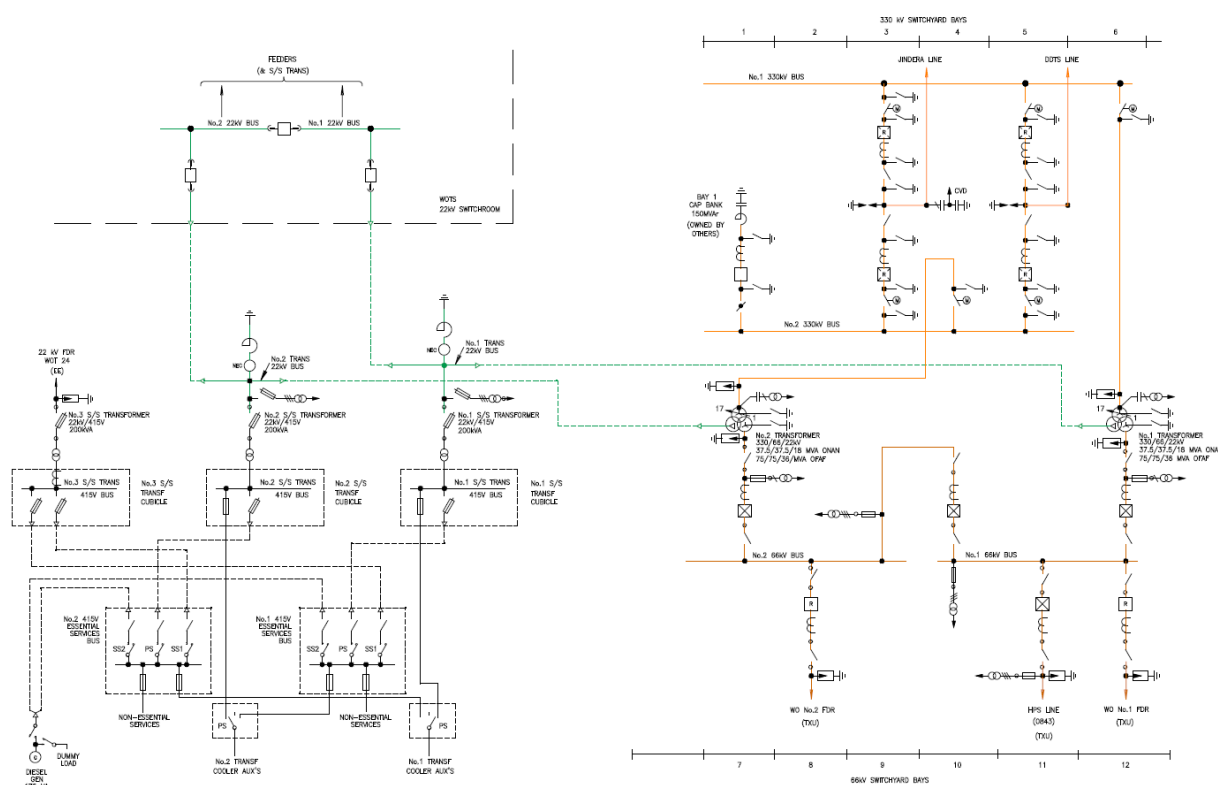 330 kV SWITCHYARD BAYS
1 2 3 4 5 6
JINDERA LINE
DDTS LINE
FEEDERS
(& S/S TRANS)
No.1 330kV BUS
No.2 22kV BUS
No.1 22kV BUS
M
M
M
R
R
WOTS
22kV SWITCHROOM
BAY 1
CAP BANK
150MVAr
(OWNED BY
OTHERS)
CVD
R
R
M
M
M
No.2 330kV BUS
22 kV FDR
WOT 24
(EE)
NEC
No.2 TRANS
22kV BUS
NEC
No.1 TRANS
22kV BUS
No.3 S/S TRANSFORMER
22kV/415V
200kVA
No.2 S/S TRANSFORMER
22kV/415V
200kVA
No.1 S/S TRANSFORMER
22kV/415V
200kVA
17
1
No.2 TRANSFORMER
330/66/22kV
37.5/37.5/18 MVA ONAN
75/75/36/MVA OFAF
17
1
No.1 TRANSFORMER
330/66/22kV
37.5/37.5/18 MVA ONAN
75/75/36 MVA OFAF
No.3 S/S TRANS
415V BUS
No.3 S/S
TRANSF
CUBICLE
No.2 S/S TRANS
415V BUS
No.2 S/S
TRANSF
CUBICLE
No.1 S/S TRANS
415V BUS
No.1 S/S
TRANSF
CUBICLE
No.2 66kV BUS
No.1 66kV BUS
No.2 415V
ESSENTIAL
SERVICES
BUS
SS2 PS SS1
No.1 415V
ESSENTIAL
SERVICES
BUS
SS2 PS SS1
R
R
NON-ESSENTIAL
SERVICES
PS
NON-ESSENTIAL
SERVICES
PS
WO No.2 FDR
(TXU)
HPS LINE
(0843)
(TXU)
WO No.1 FDR
(TXU)
G
DUMMY
LOAD
DIESEL
GEN
No.2 TRANSF
COOLER AUX'S
No.1 TRANSF
COOLER AUX'S
7 8 9 10 11 12
66kV SWITCHYARD BAYS